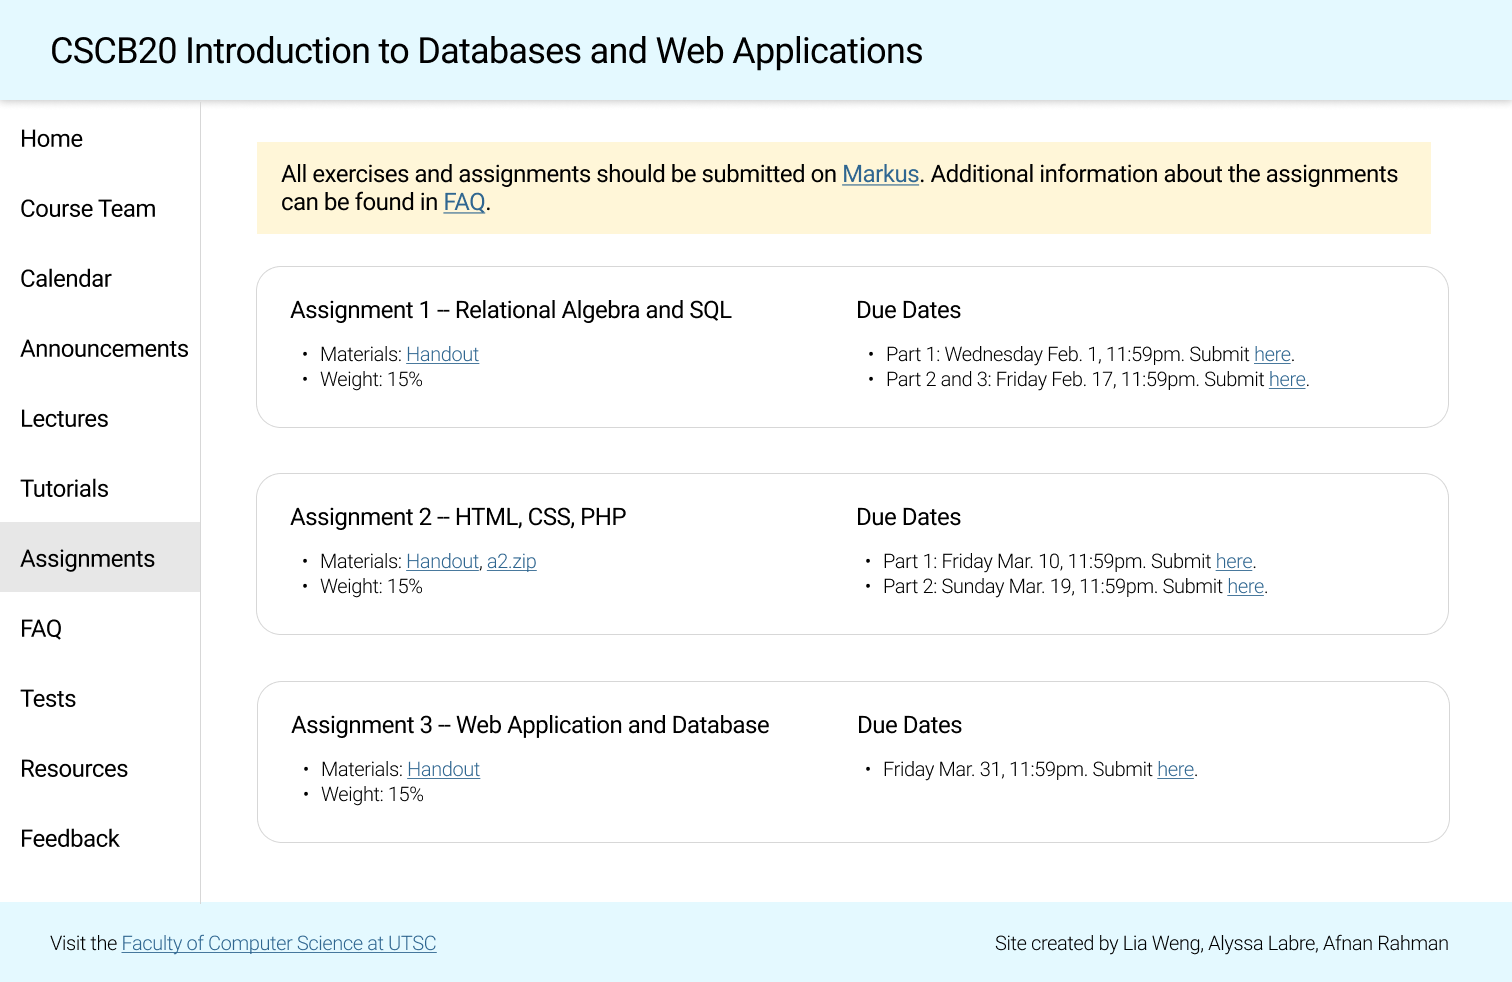 CSCB20 Introduction to Databases and Web Applications
Home
Course Team
Calendar
Announcements
Lectures
Tutorials
Assignments
FAQ
Tests
Resources
Feedback
All exercises and assignments should be submitted on Markus. Additional information about the assignments
can be found in FAQ.
Assignment 1 -- Relational Algebra and SQL
• Materials: Handout
• Weight: 15%
Due Dates
• Part 1: Wednesday Feb. 1, 11:59pm. Submit here.
• Part 2 and 3: Friday Feb. 17, 11:59pm. Submit here.
Assignment 2 -- HTML, CSS, PHP
• Materials: Handout, a2.zip
• Weight: 15%
Due Dates
• Part 1: Friday Mar. 10, 11:59pm. Submit here.
• Part 2: Sunday Mar. 19, 11:59pm. Submit here.
Assignment 3 -- Web Application and Database
• Materials: Handout
• Weight: 15%
Due Dates
• Friday Mar. 31, 11:59pm. Submit here.
Visit the Faculty of Computer Science at UTSC
Site created by Lia Weng, Alyssa Labre, Afnan Rahman